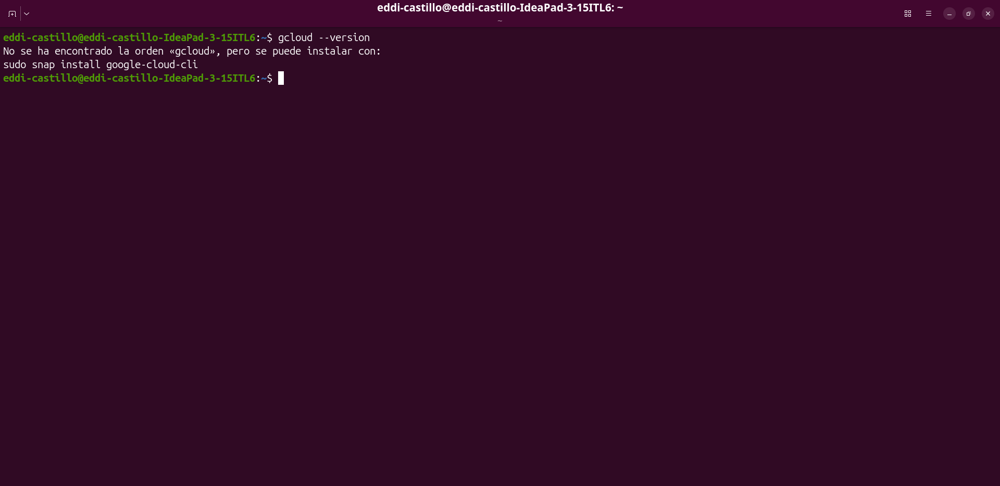 eddi-castillo@eddi-castillo-IdeaPad-3-15ITL6: ~
~
eddi-castillo@eddi-castillo-IdeaPad-3-15ITL6:~$ gcloud --version
No se ha encontrado la orden «gcloud», pero se puede instalar con:
sudo snap install google-cloud-cli
eddi-castillo@eddi-castillo-IdeaPad-3-15ITL6:~$